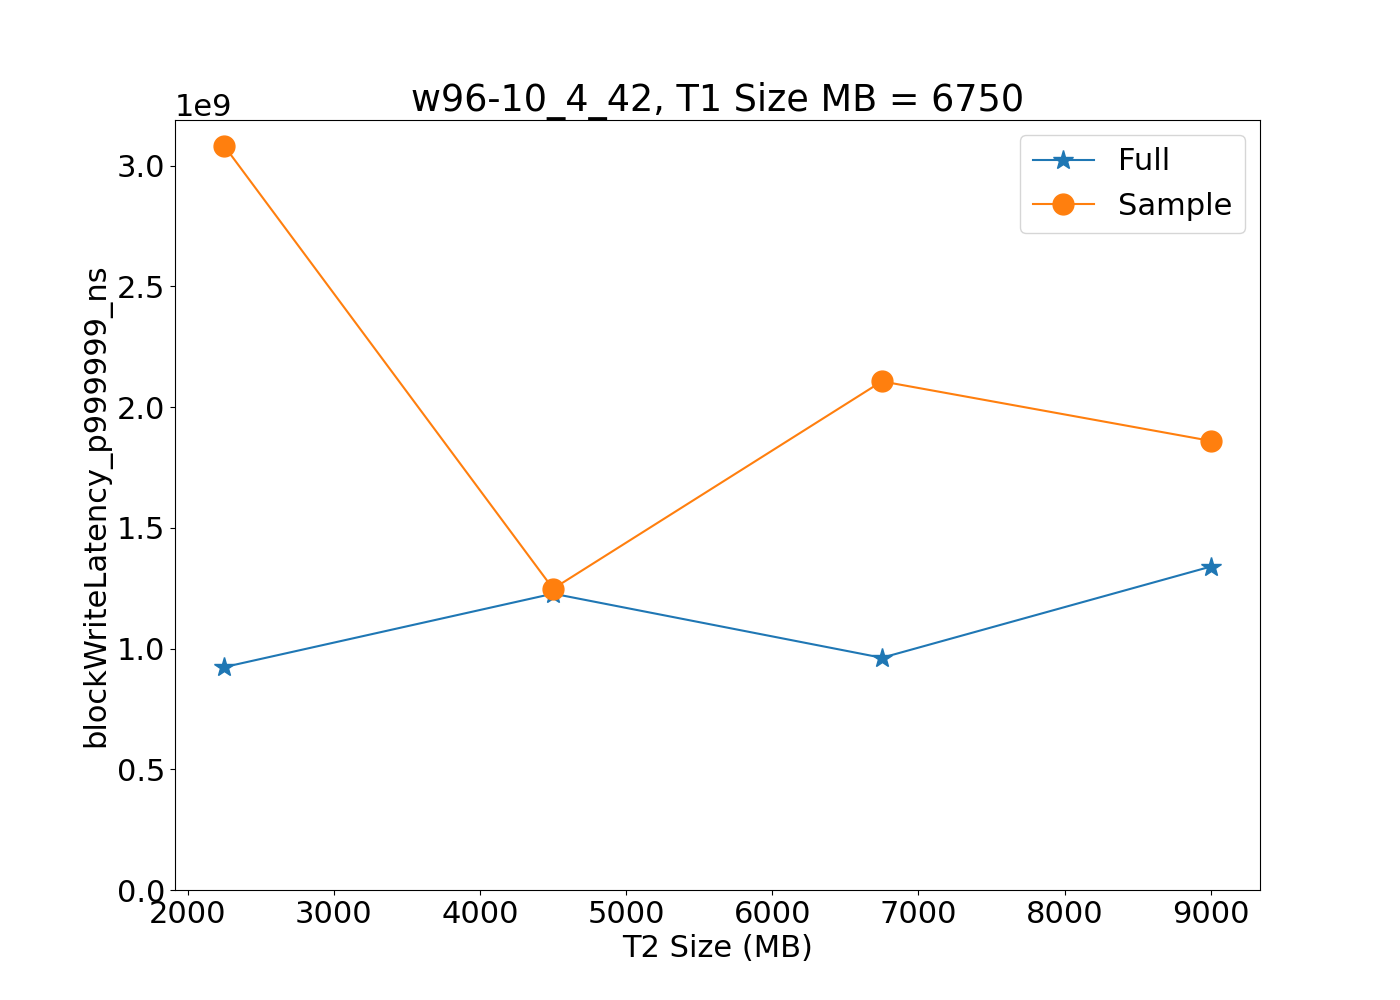 w96-10_4_42, T1 Size MB = 6750
1e9
Full
Sample
3.0
2.5
2.0
1.5
1.0
0.5
0.0
blockWriteLatency_p999999_ns
2000 3000 4000 5000 6000 7000 8000 9000
T2 Size (MB)